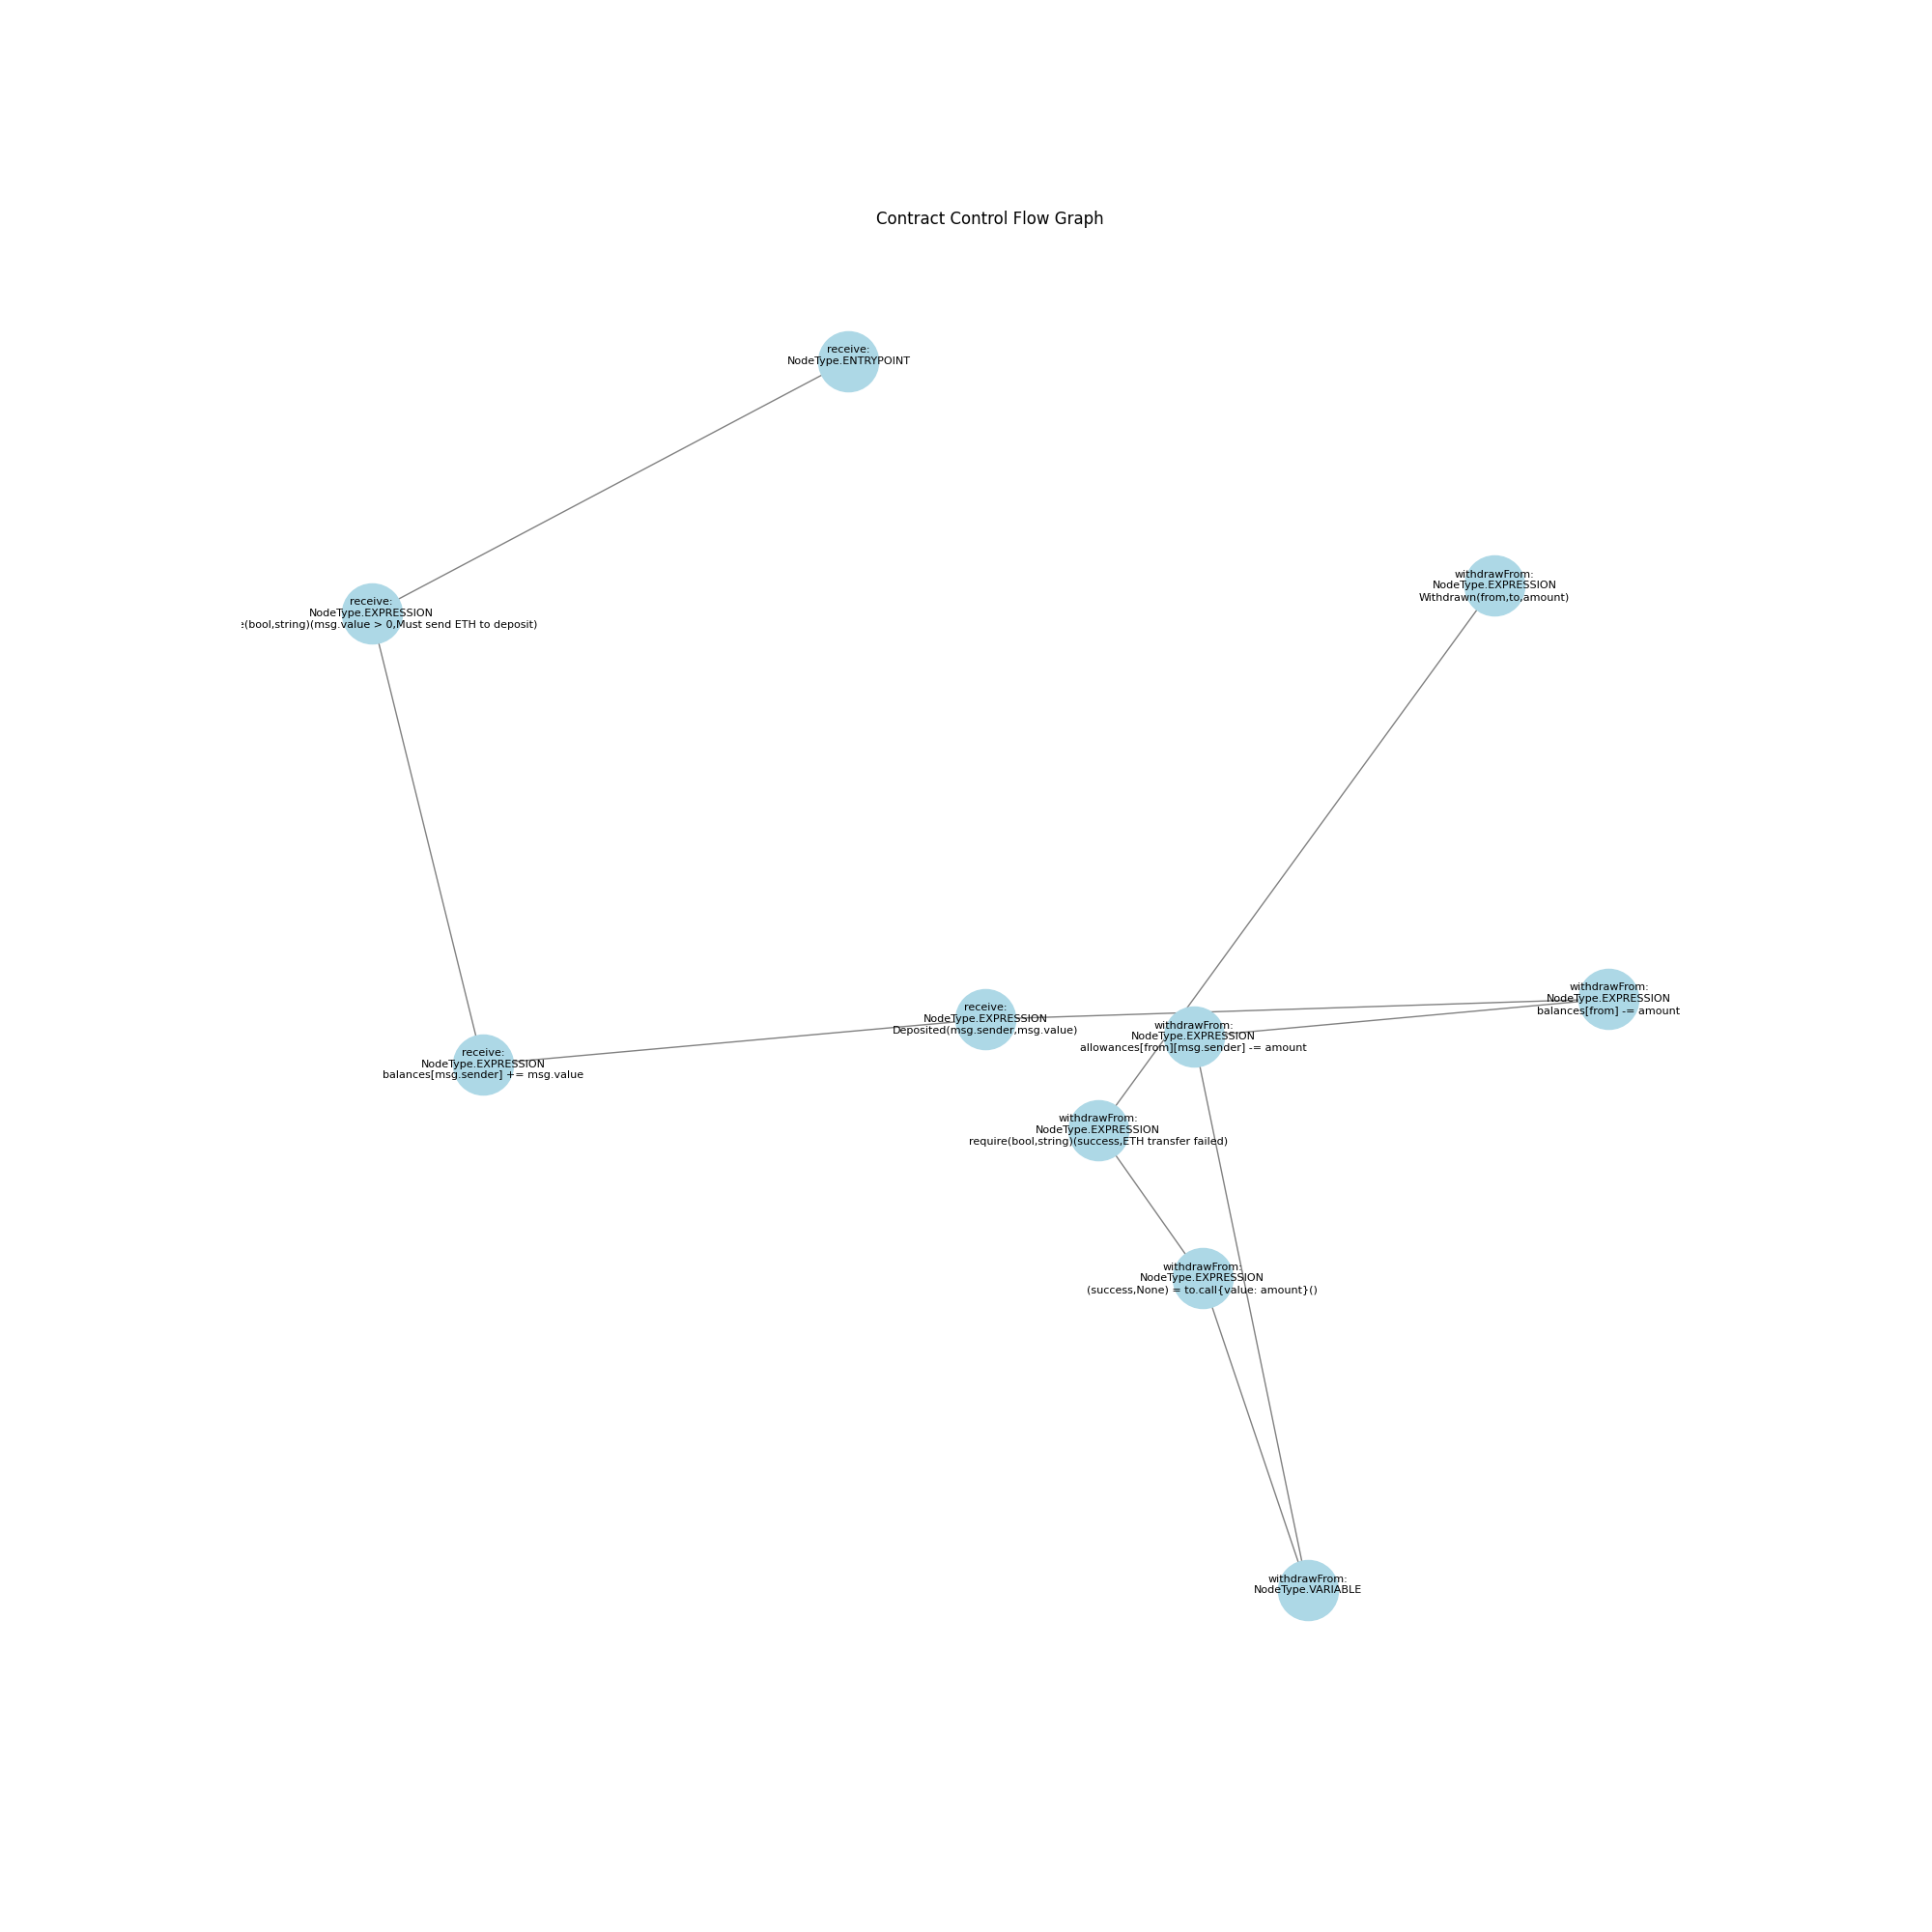 Contract Control Flow Graph
receive:
NodeType.ENTRYPOINT
withdrawFrom:
NodeType.EXPRESSION
Withdrawn(from,to,amount)
receive:
NodeType.EXPRESSION
(bool,string)(msg.value > 0,Must send ETH to deposit)
withdrawFrom:
NodeType.EXPRESSION
balances[from] -= amount
receive:
NodeType.EXPRESSION
Deposited(msg.sender,msg.value)
withdrawFrom:
NodeType.EXPRESSION
allowances[from][msg.sender] -= amount
receive:
NodeType.EXPRESSION
balances[msg.sender] += msg.value
withdrawFrom:
NodeType.EXPRESSION
require(bool,string)(success,ETH transfer failed)
withdrawFrom:
NodeType.EXPRESSION
(success,None) = to.call{value: amount}()
withdrawFrom:
NodeType.VARIABLE